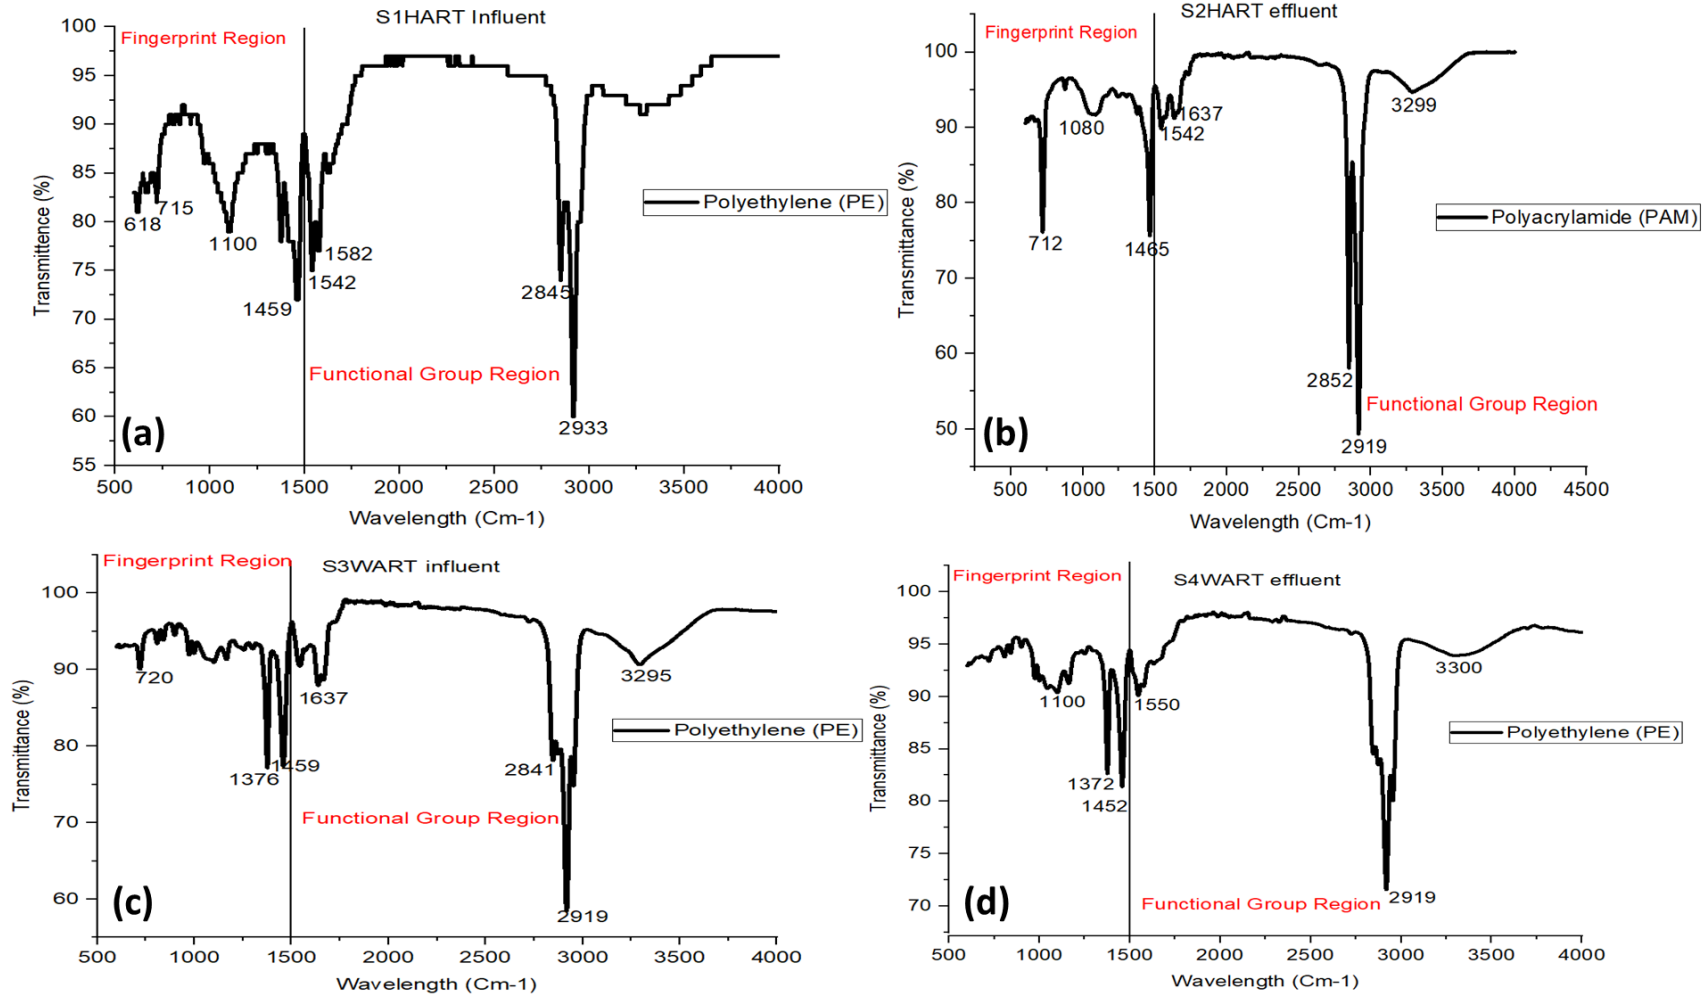 S1HART Influent
Fingerprint Region
100
95
90
85
80
75
70
65
60
55
Transmittence (%)
618
715
1100
1459
1542
1582
2845
2933
Polyethylene (PE)
Functional Group Region
(a)
500 1000 1500 2000 2500 3000 3500 4000
Wavelength (Cm-1)
S2HART effluent
Fingerprint Region
100
90
80
70
60
50
Transmittance (%)
712
1080
1465
1542
1637
2852
2919
3299
Polyacrylamide (PAM)
Functional Group Region
(b)
500 1000 1500 2000 2500 3000 3500 4000 4500
Wavelength (Cm-1)
Fingerprint Region
S3WART influent
100
90
80
70
60
Transmittance (%)
720
1376
1459
1637
2841
2919
3295
Polyethylene (PE)
Functional Group Region
(c)
500 1000 1500 2000 2500 3000 3500 4000
Wavelength (Cm-1)
Fingerprint Region
S4WART effluent
100
95
90
85
80
75
70
Transmittance (%)
1100
1372
1452
1550
2919
3300
Polyethylene (PE)
Functional Group Region
(d)
500 1000 1500 2000 2500 3000 3500 4000
Wavelength (Cm-1)